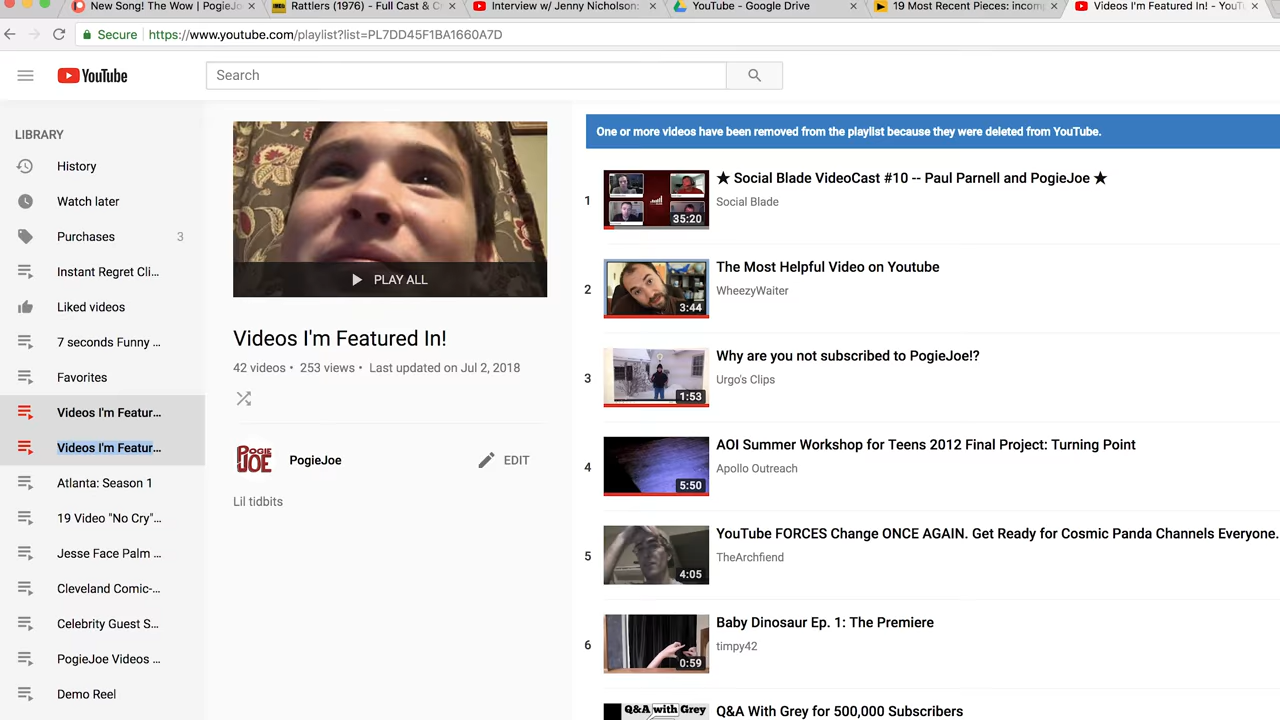 New Song! The Wow | PogieJo
Rattlers (1976) - Full Cast & C
Interview w/ Jenny Nicholson:
YouTube - Google Drive
19 Most Recent Pieces: incom
Videos I'm Featured In! - YouTu
Secure
https://www.youtube.com/playlist?list=PL7DD45F1BA1660A7D
YouTube
Search
LIBRARY
History
Watch later
Purchases 3
Instant Regret Cli...
Liked videos
7 seconds Funny ...
Favorites
Videos I'm Featur...
Videos I'm Featur...
Atlanta: Season 1
19 Video "No Cry"...
Jesse Face Palm ...
Cleveland Comic-...
Celebrity Guest S...
PogieJoe Videos ...
Demo Reel
PLAY ALL
Videos I'm Featured In!
42 videos • 253 views • Last updated on Jul 2, 2018
POGIE JOE
PogieJoe
EDIT
Lil tidbits
One or more videos have been removed from the playlist because they were deleted from YouTube.
1
35:20
★ Social Blade VideoCast #10 -- Paul Parnell and PogieJoe ★
Social Blade
2
3:44
The Most Helpful Video on Youtube
WheezyWaiter
3
1:53
Why are you not subscribed to PogieJoe!?
Urgo's Clips
4
5:50
AOI Summer Workshop for Teens 2012 Final Project: Turning Point
Apollo Outreach
5
4:05
YouTube FORCES Change ONCE AGAIN. Get Ready for Cosmic Panda Channels Everyone.
TheArchfiend
6
0:59
Baby Dinosaur Ep. 1: The Premiere
timpy42
Q&A with Grey
Q&A With Grey for 500,000 Subscribers